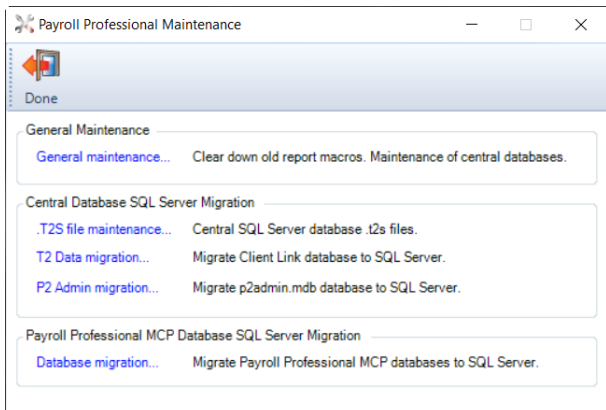 Payroll Professional Maintenance
Done
General Maintenance
General maintenance... Clear down old report macros. Maintenance of central databases.
Central Database SQL Server Migration
.T2S file maintenance... Central SQL Server database .t2s files.
T2 Data migration... Migrate Client Link database to SQL Server.
P2 Admin migration... Migrate p2admin.mdb database to SQL Server.
Payroll Professional MCP Database SQL Server Migration
Database migration... Migrate Payroll Professional MCP databases to SQL Server.